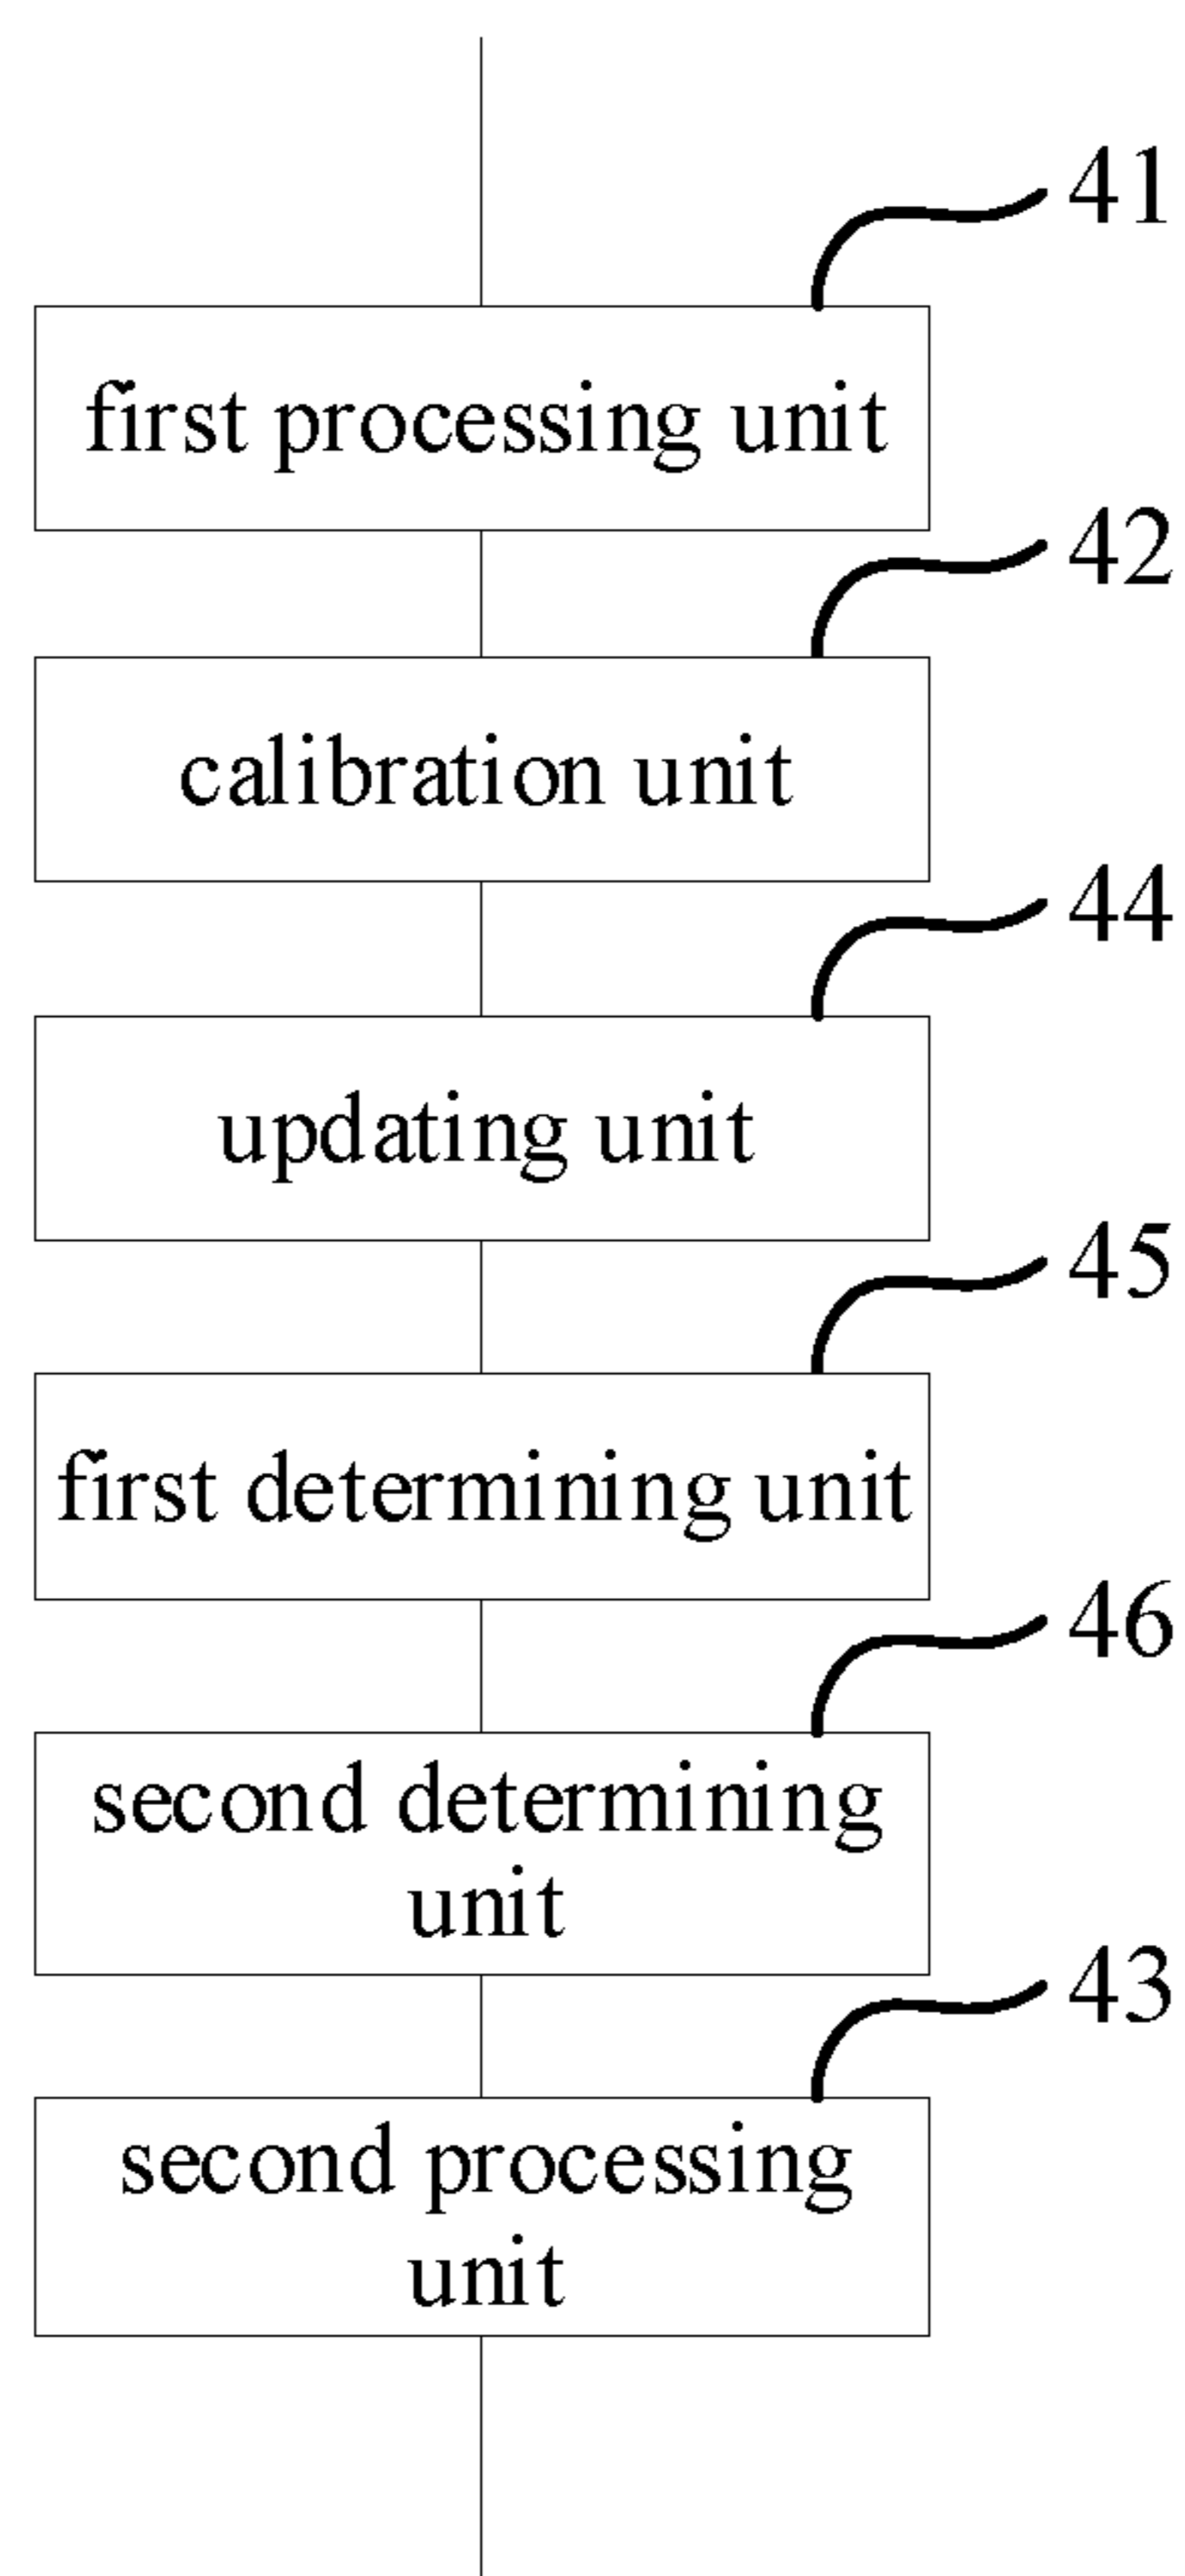 41
first processing unit
42
calibration unit
44
updating unit
45
first determining unit
46
second determining
unit
43
second processing
unit